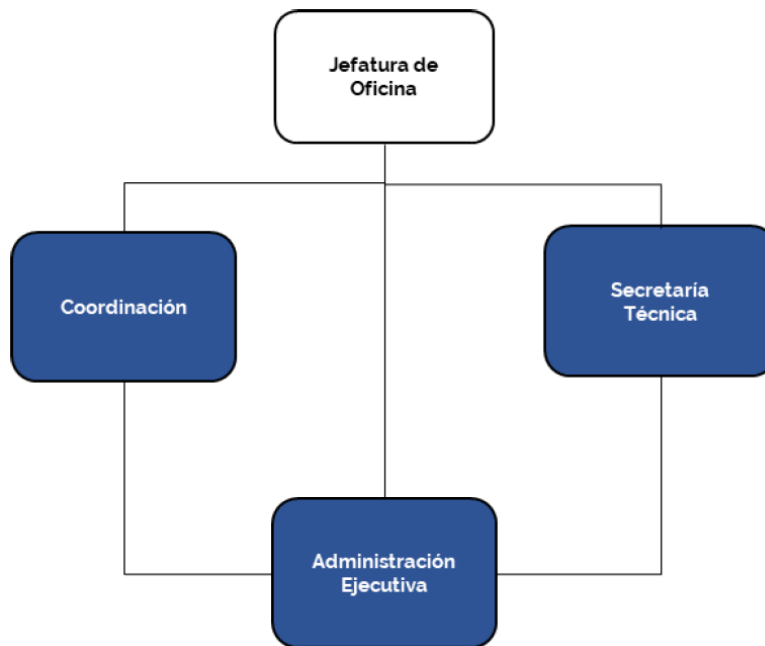 Jefatura de
Oficina
Coordinación
Secretaría
Técnica
Administración
Ejecutiva